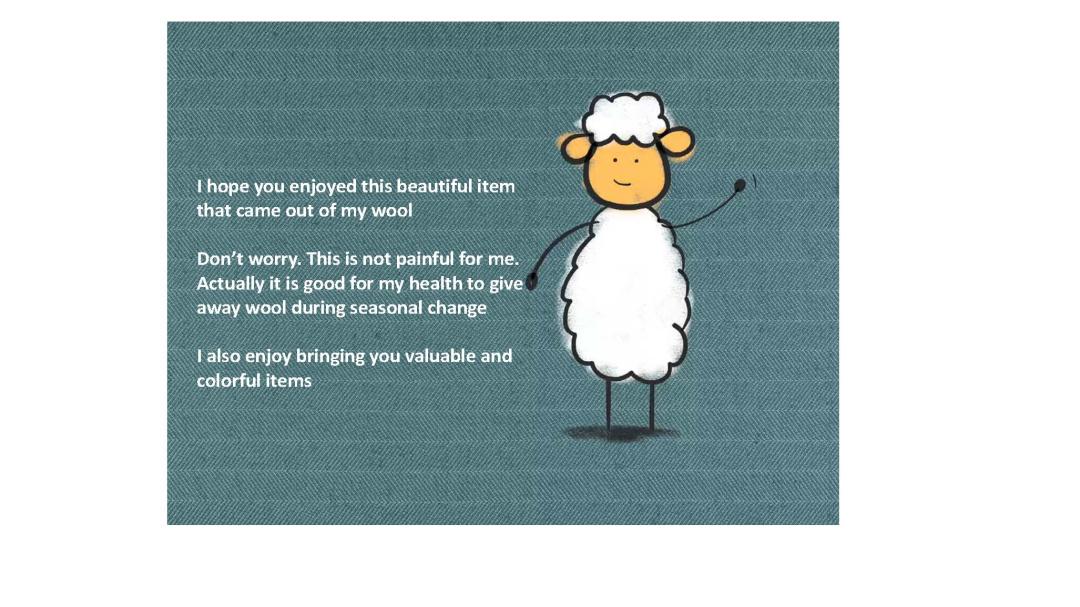 I hope you enjoyed this beautiful item
that came out of my wool
Don’t worry. This is not painful for me.
Actually it is good for my health to give
away wool during seasonal change
I also enjoy bringing you valuable and
colorful items